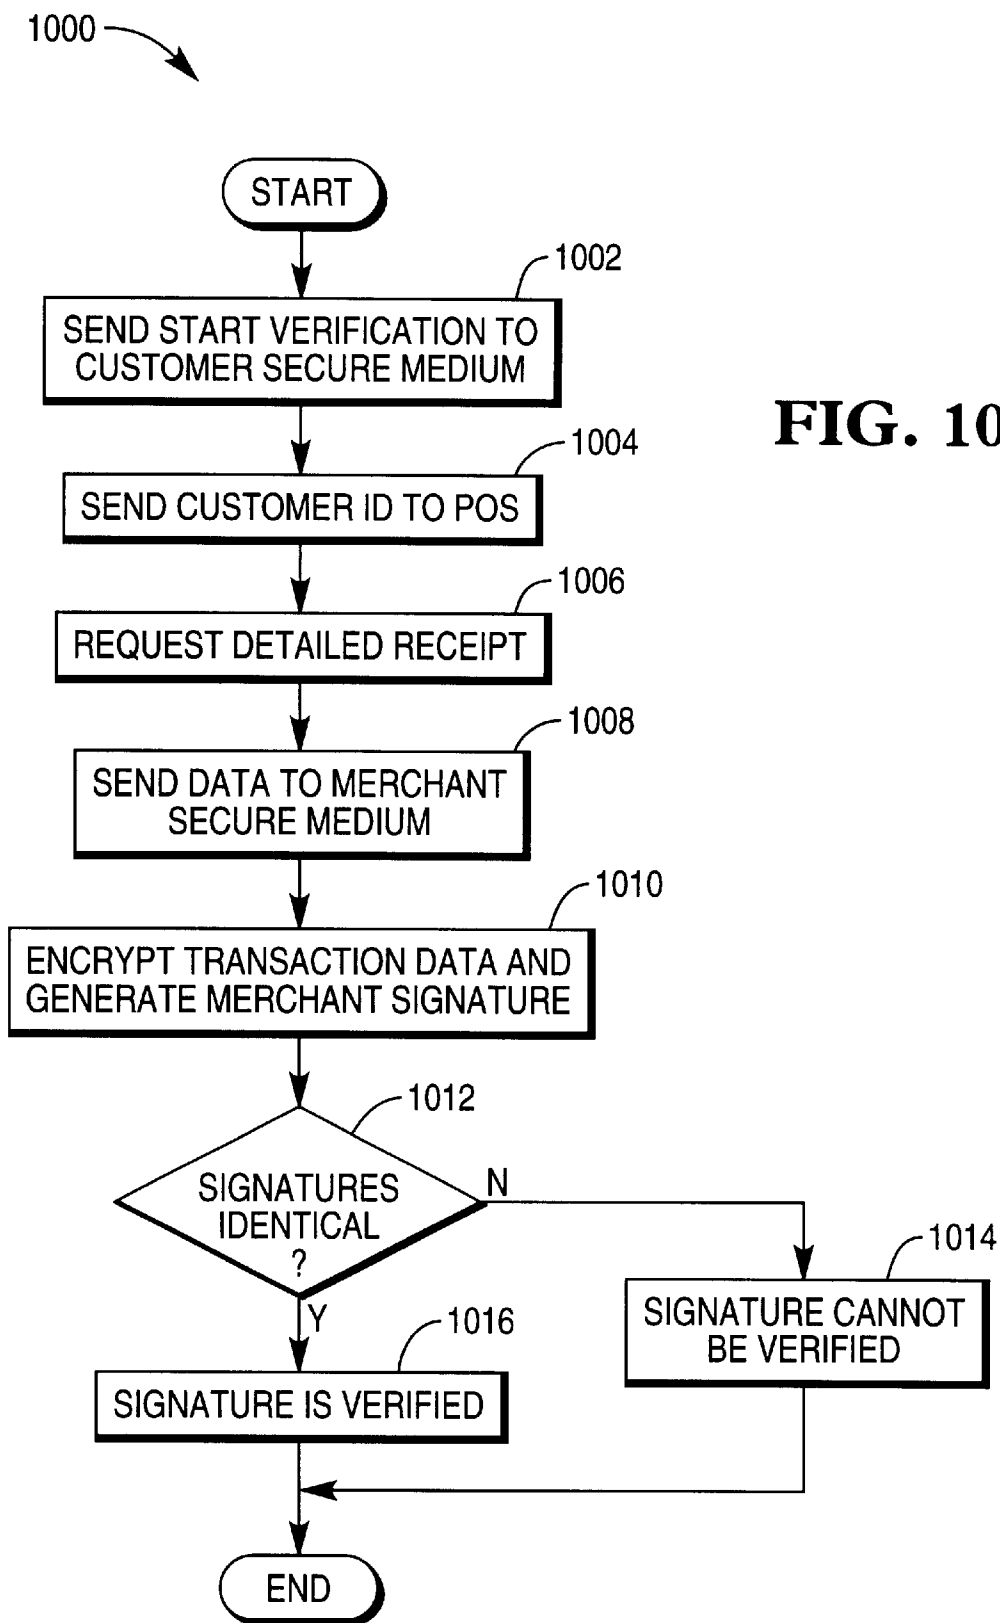 1000
START
1002
SEND START VERIFICATION TO
CUSTOMER SECURE MEDIUM
FIG. 10
1004
SEND CUSTOMER ID TO POS
1006
REQUEST DETAILED RECEIPT
1008
SEND DATA TO MERCHANT
SECURE MEDIUM
1010
ENCRYPT TRANSACTION DATA AND
GENERATE MERCHANT SIGNATURE
1012
SIGNATURES
IDENTICAL
?
N
Y
1014
SIGNATURE CANNOT
BE VERIFIED
1016
SIGNATURE IS VERIFIED
END